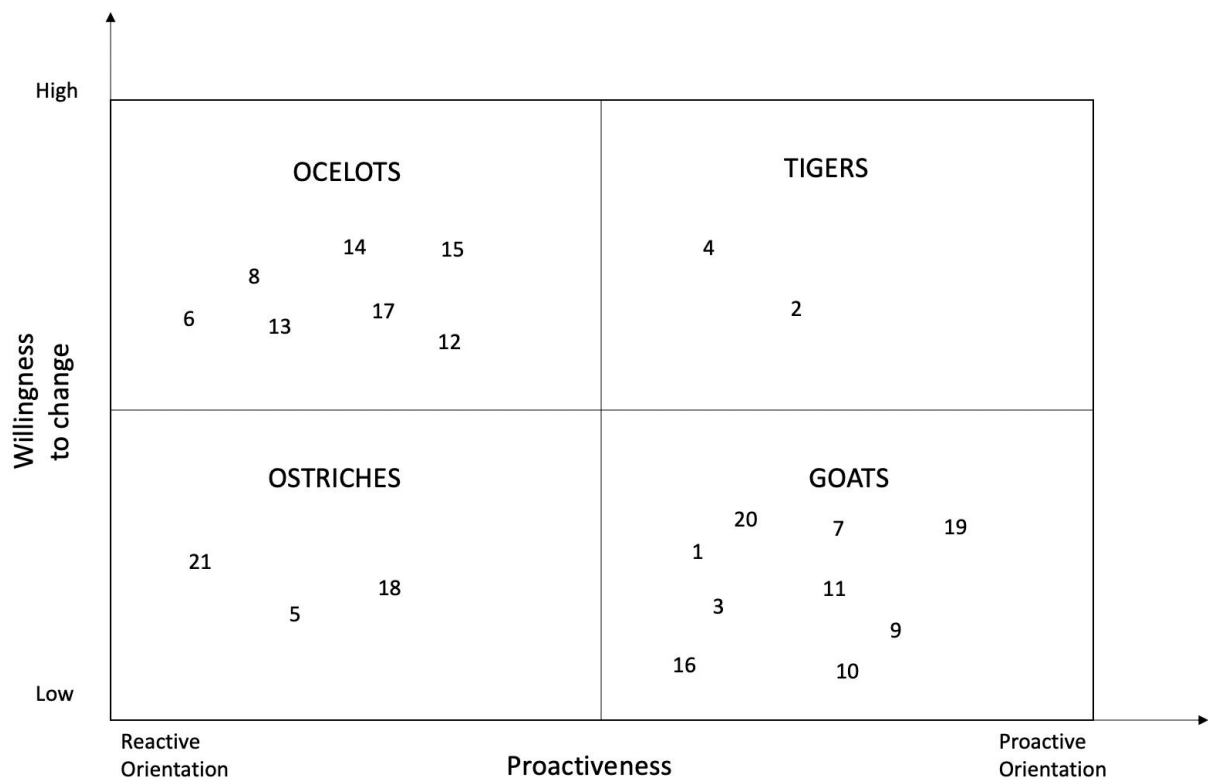 High
OCELOTS
TIGERS
14
15
4
8
6
13
17
2
12
Willingness
to change
OSTRICHES
GOATS
20
7
19
1
21
18
11
5
3
9
16
10
Low
Reactive
Orientation
Proactiveness
Proactive
Orientation